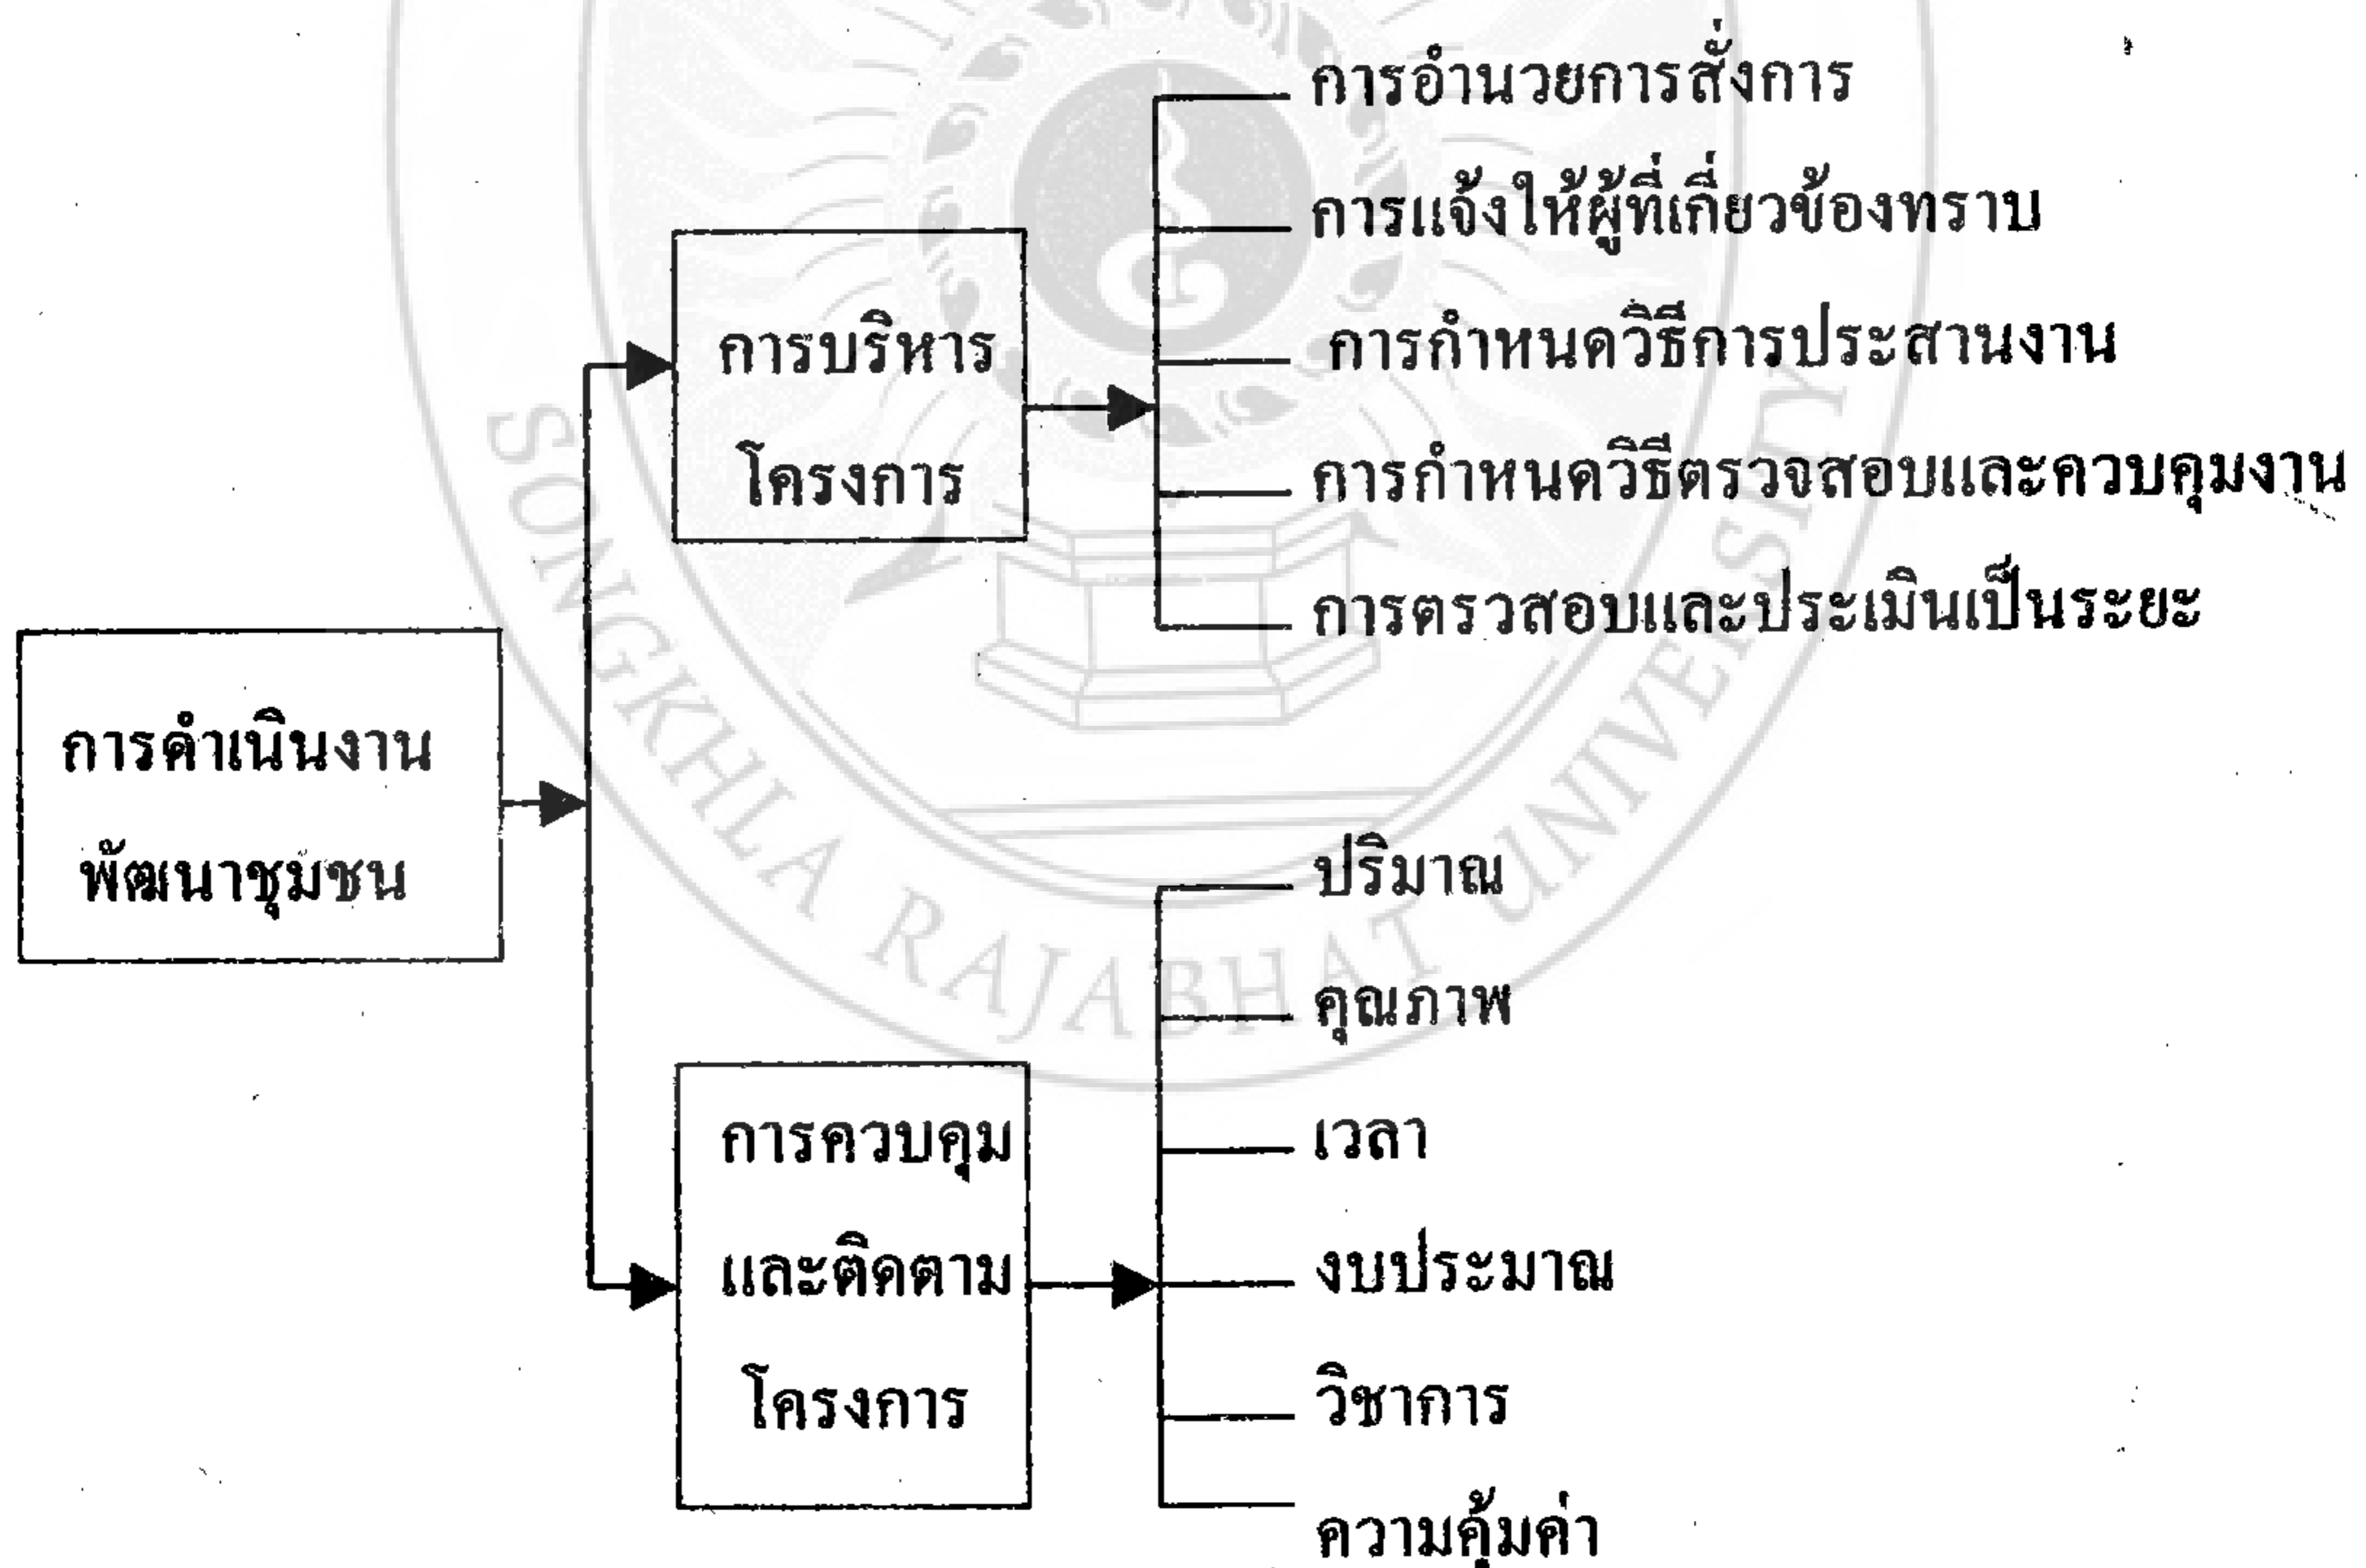 การดำเนินงาน
พัฒนาชุมชน
การบริหาร
โครงการ
การอำนวยการสั่งการ
การแจ้งให้ผู้ที่เกี่ยวข้องทราบ
การกำหนดวิธีการประสานงาน
การกำหนดวิธีตรวจสอบและควบคุมงาน
การตรวสอบและประเมินเป็นระยะ
การควบคุม
และติดตาม
โครงการ
ปริมาณ
คุณภาพ
เวลา
งบประมาณ
วิชาการ
ความคุ้มค่า
SONGKHLA RAJABHAT UNIVERSITY